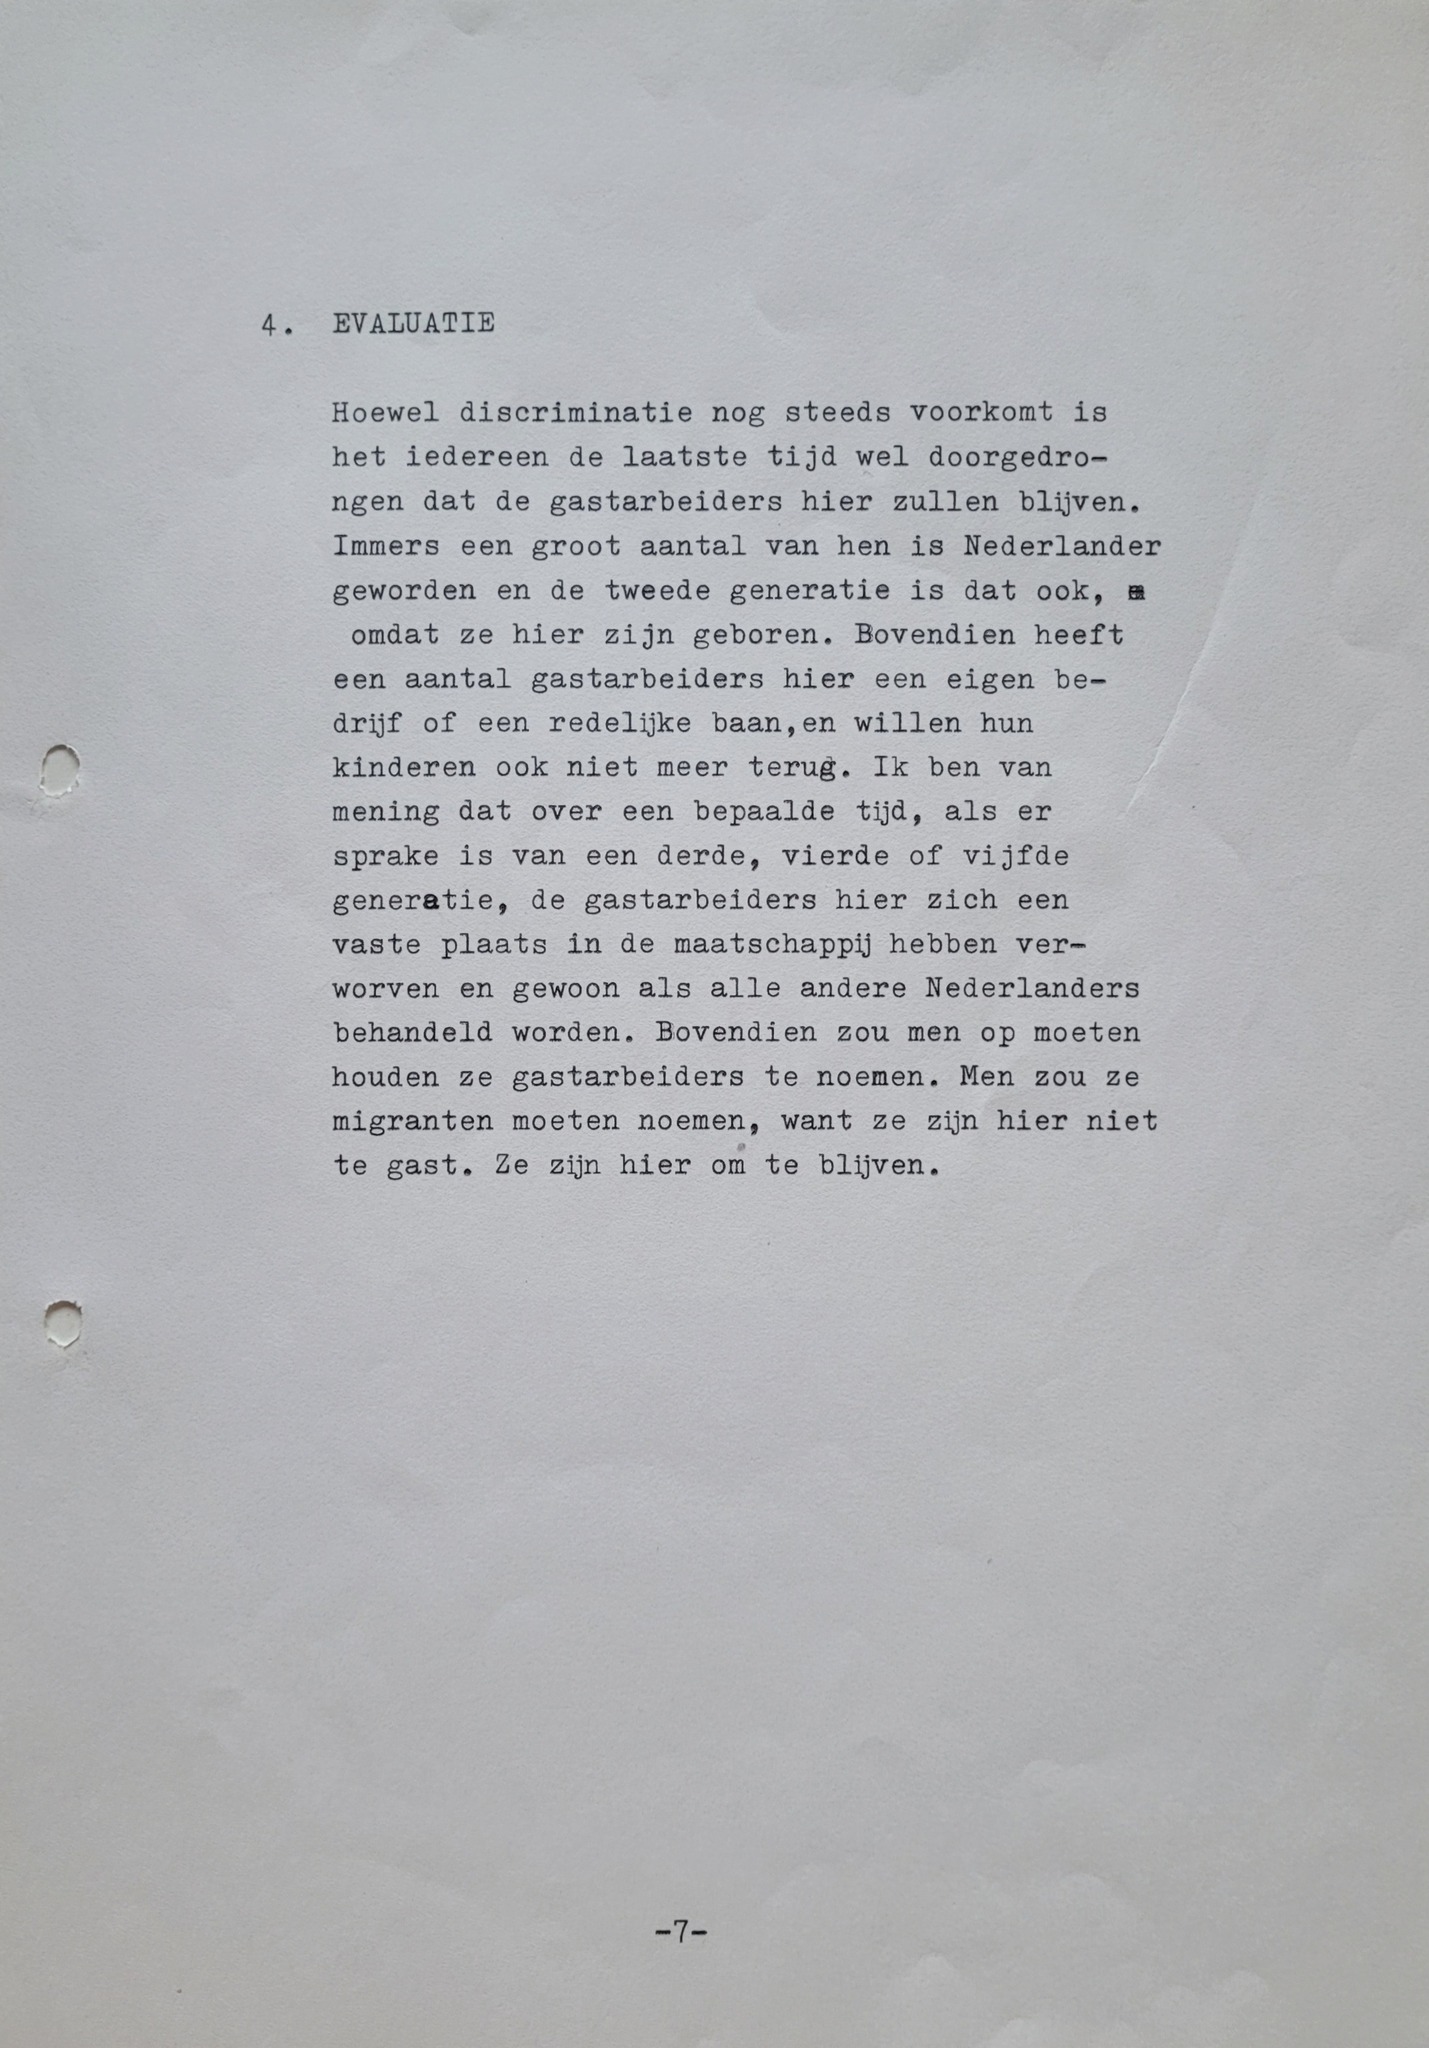 4. EVALUATIE
Hoewel discriminatie nog steeds voorkomt is
het iedereen de laatste tijd wel doorgedro-
ngen dat de gastarbeiders hier zullen blijven.
Immers een groot aantal van hen is Nederlander
geworden en de tweede generatie is dat ook,
omdat ze hier zijn geboren. Bovendien heeft
een aantal gastarbeiders hier een eigen be-
drijf of een redelijke baan,en willen hun
kinderen ook niet meer terug. Ik ben van
mening dat over een bepaalde tijd, als er
sprake is van een derde, vierde of vijfde
generatie, de gastarbeiders hier zich een
vaste plaats in de maatschappij hebben ver-
worven en gewoon als alle andere Nederlanders
behandeld worden. Bovendien zou men op moeten
houden ze gastarbeiders te noemen. Men zou ze
migranten moeten noemen, want ze zijn hier niet
te gast. Ze zijn hier om te blijven.
-7-